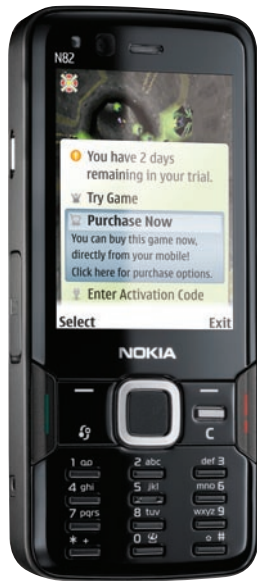 N82
You have 2 days
remaining in your trial.
Try Game
Purchase Now
You can buy this game now,
directly from your mobile!
Click here for purchase options.
Enter Activation Code
Select Exit
NOKIA
C
1 2 abc def 3
4 ghi 5 jkl mno 6
7 pqrs 8 tuv wxyz 9
* + 0 #